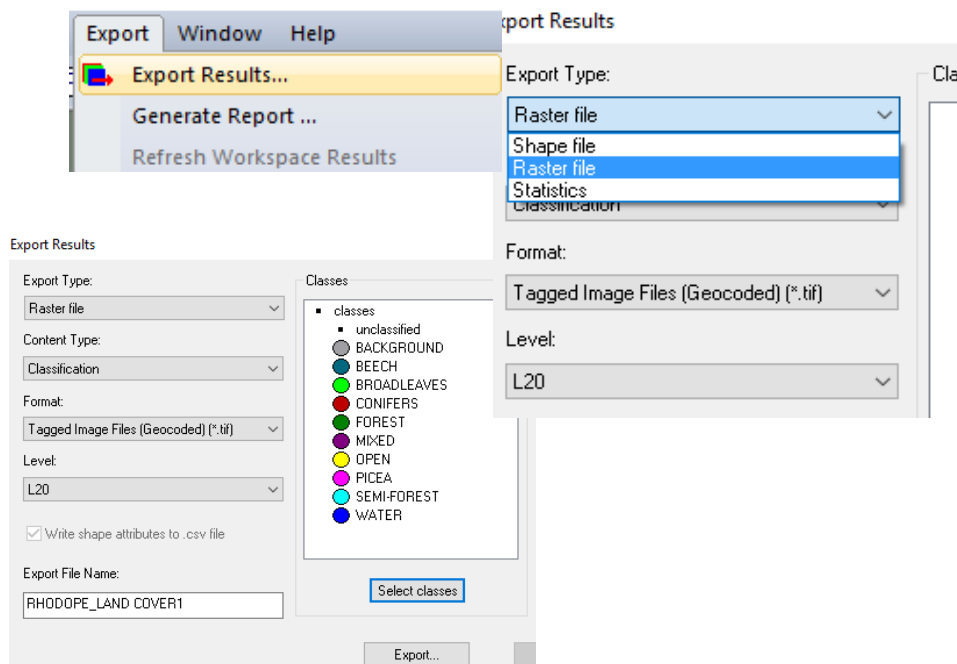 Export Window Help
Export Results...
Generate Report ...
Refresh Workspace Results
xport Results
Export Type:
Raster file
Shape file
Raster file
Statistics
Classification
Format:
Tagged Image Files (Geocoded) (*.tif)
Level:
L20
Cla
Export Results
Export Type:
Raster file
Content Type:
Classification
Format:
Tagged Image Files (Geocoded) (*.tif)
Level:
L20
Write shape attributes to .csv file
Export File Name:
RHODOPE_LAND COVER1
Classes
classes
unclassified
BACKGROUND
BEECH
BROADLEAVES
CONIFERS
FOREST
MIXED
OPEN
PICEA
SEMI-FOREST
WATER
Select classes
Export...